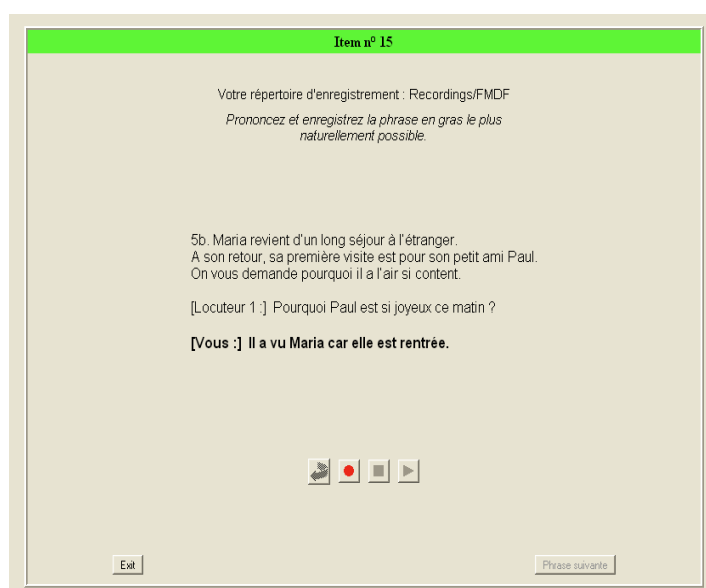 Item nº 15
Votre répertoire d'enregistrement : Recordings/FMDF
Prononcez et enregistrez la phrase en gras le plus
naturellement possible.
5b. Maria revient d'un long séjour à l'étranger.
A son retour, sa première visite est pour son petit ami Paul.
On vous demande pourquoi il a l'air si content.
[Locuteur 1 :] Pourquoi Paul est si joyeux ce matin ?
[Vous :] Il a vu Maria car elle est rentrée.
Exit
Phrase suivante